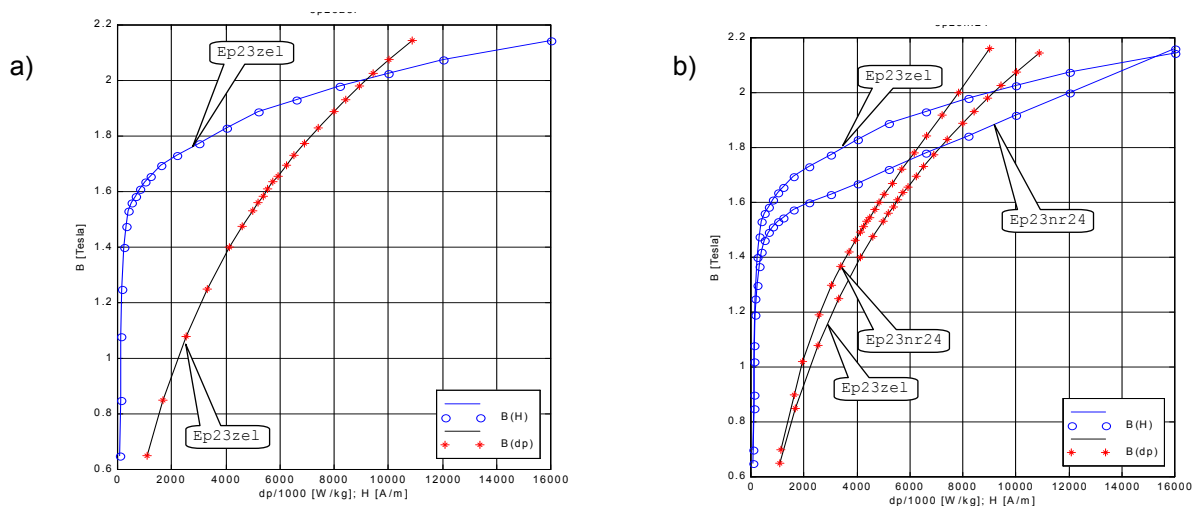 a)
Ep23zel
2.2
2
1.8
1.6
1.4
1.2
1
0.8
0.6
B [Tesla]
Ep23zel
B(H)
B(dp)
0 2000 4000 6000 8000 10000 12000 14000 16000
dp/1000 [W/kg]; H [A/m]
b)
2.2
2
1.8
1.6
1.4
1.2
1
0.8
0.6
B [Tesla]
Ep23zel
Ep23nr24
Ep23nr24
Ep23zel
B(H)
B(dp)
0 2000 4000 6000 8000 10000 12000 14000 16000
dp/1000 [W/kg]; H [A/m]